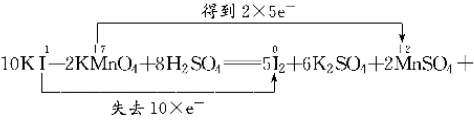 得到 2×5e⁻
1 7 0 2
10KI—2KMnO₄+8H₂SO₄══5I₂+6K₂SO₄+2MnSO₄+
失去 10×e⁻